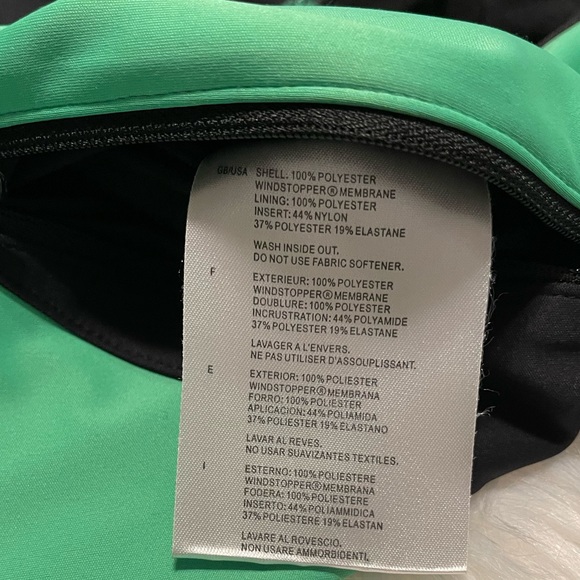 GB/USA SHELL: 100% POLYESTER
WINDSTOPPER® MEMBRANE
LINING: 100% POLYESTER
INSERT: 44% NYLON
37% POLYESTER 19% ELASTANE
WASH INSIDE OUT.
DO NOT USE FABRIC SOFTENER.
F EXTERIEUR: 100% POLYESTER
WINDSTOPPER® MEMBRANE
DOUBLURE: 100% POLYESTER
INCRUSTRATION: 44% POLYAMIDE
37% POLYESTER 19% ELASTANE
LAVAGER A L'ENVERS.
NE PAS UTILISER D'ASSOUPLISSANT.
E EXTERIOR: 100% POLIESTER
WINDSTOPPER® MEMBRANA
FORRO: 100% POLIESTER
APLICACION: 44% POLIAMIDA
37% POLIESTER 19% ELASTANO
LAVAR AL REVES.
NO USAR SUAVIZANTES TEXTILES.
I ESTERNO: 100% POLIESTERE
WINDSTOPPER® MEMBRANA
FODERA: 100% POLIESTERE
INSERTO: 44% POLIAMMIDICA
37% POLIESTERE 19% ELASTAN
LAVARE AL ROVESCIO.
NON USARE AMMORBIDENTI.